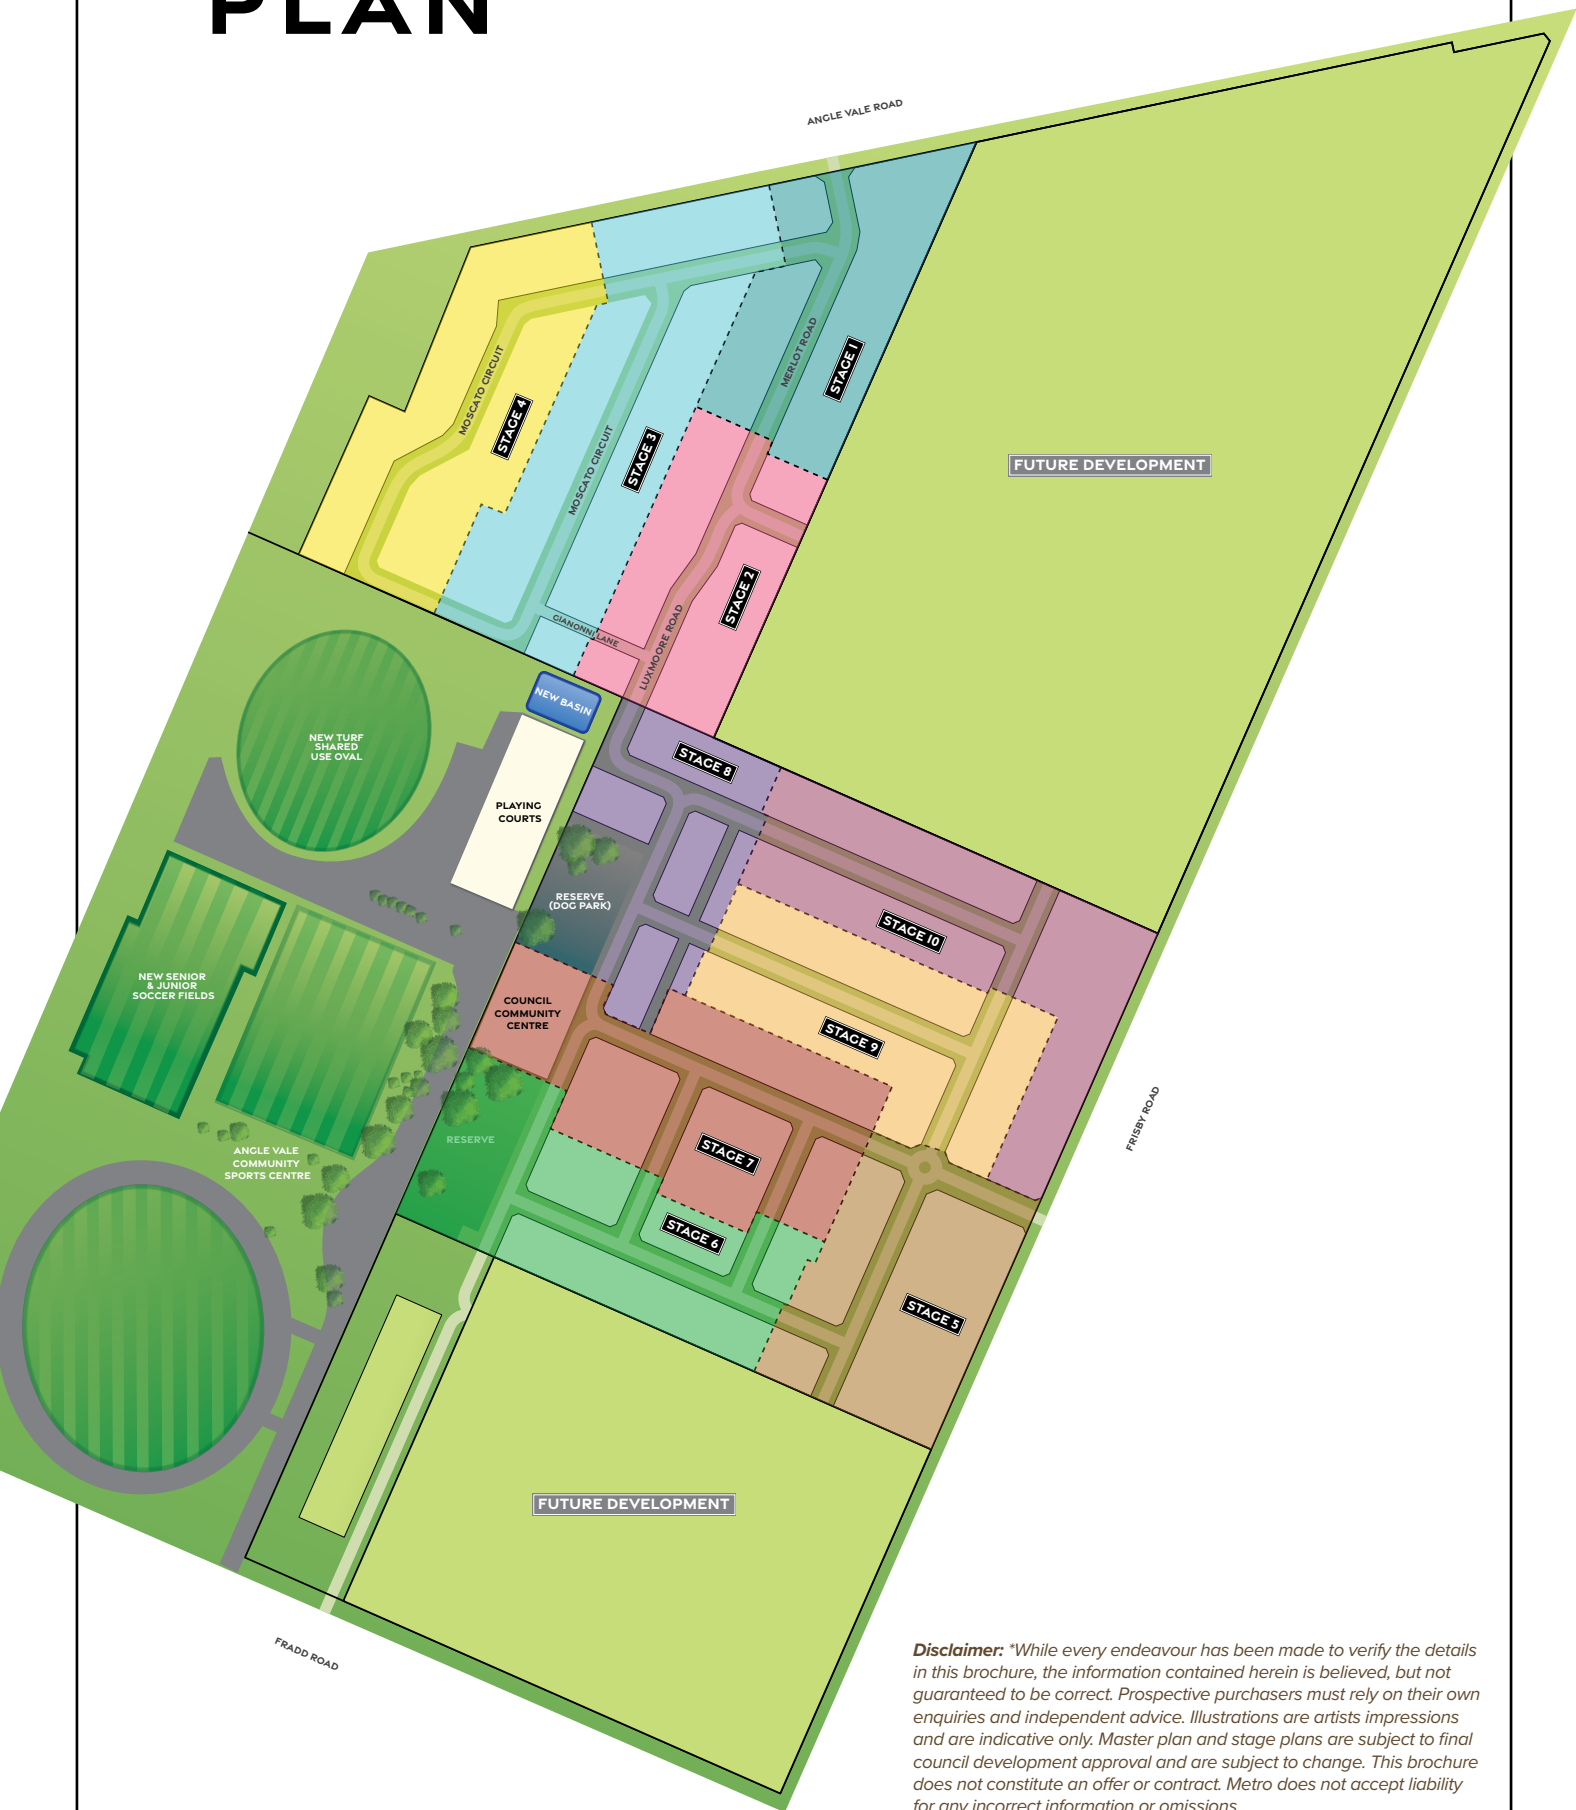 PLAN
ANGLE VALE ROAD
MERLOT ROAD
STAGE 1
MOSCATO CIRCUIT
STAGE 4
MOSCATO CIRCUIT
STAGE 3
FUTURE DEVELOPMENT
STAGE 2
GIANONNI LANE
LUXMOORE ROAD
NEW BASIN
NEW TURF
SHARED
USE OVAL
STAGE 8
PLAYING
COURTS
RESERVE
(DOG PARK)
STAGE 10
NEW SENIOR
& JUNIOR
SOCCER FIELDS
COUNCIL
COMMUNITY
CENTRE
STAGE 9
FRISBY ROAD
RESERVE
ANGLE VALE
COMMUNITY
SPORTS CENTRE
STAGE 7
STAGE 6
STAGE 5
FUTURE DEVELOPMENT
FRADD ROAD
Disclaimer: *While every endeavour has been made to verify the details
in this brochure, the information contained herein is believed, but not
guaranteed to be correct. Prospective purchasers must rely on their own
enquiries and independent advice. Illustrations are artists impressions
and are indicative only. Master plan and stage plans are subject to final
council development approval and are subject to change. This brochure
does not constitute an offer or contract. Metro does not accept liability
for any incorrect information or omissions.